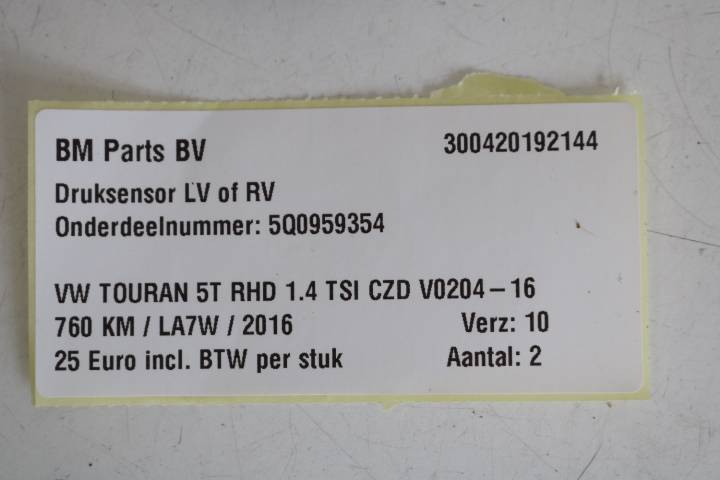 BM Parts BV 300420192144
Druksensor LV of RV
Onderdeelnummer: 5Q0959354
VW TOURAN 5T RHD 1.4 TSI CZD V0204 – 16
760 KM / LA7W / 2016 Verz: 10
25 Euro incl. BTW per stuk Aantal: 2